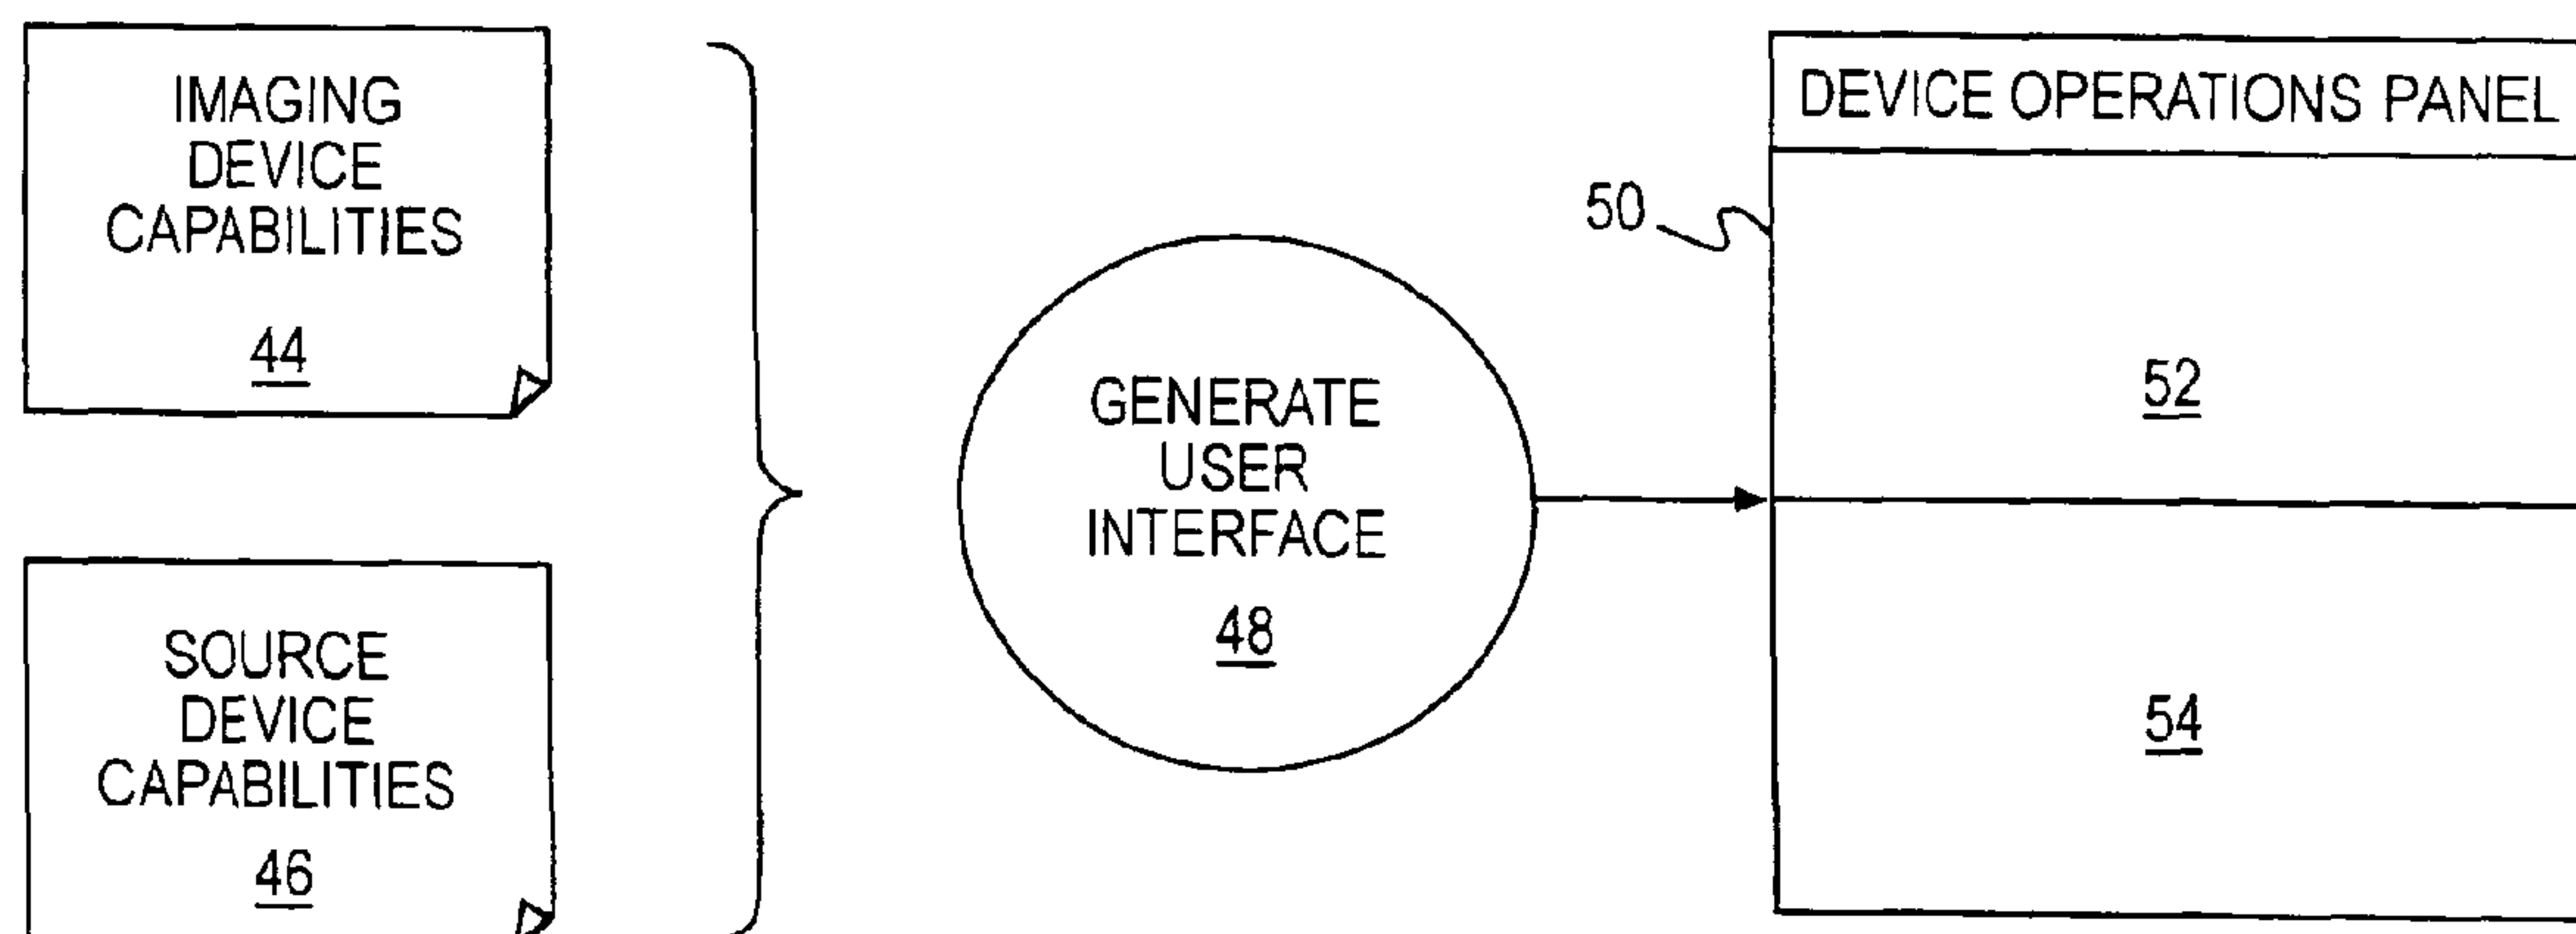 IMAGING
DEVICE
CAPABILITIES
44
SOURCE
DEVICE
CAPABILITIES
46
GENERATE
USER
INTERFACE
48
50
DEVICE OPERATIONS PANEL
52
54